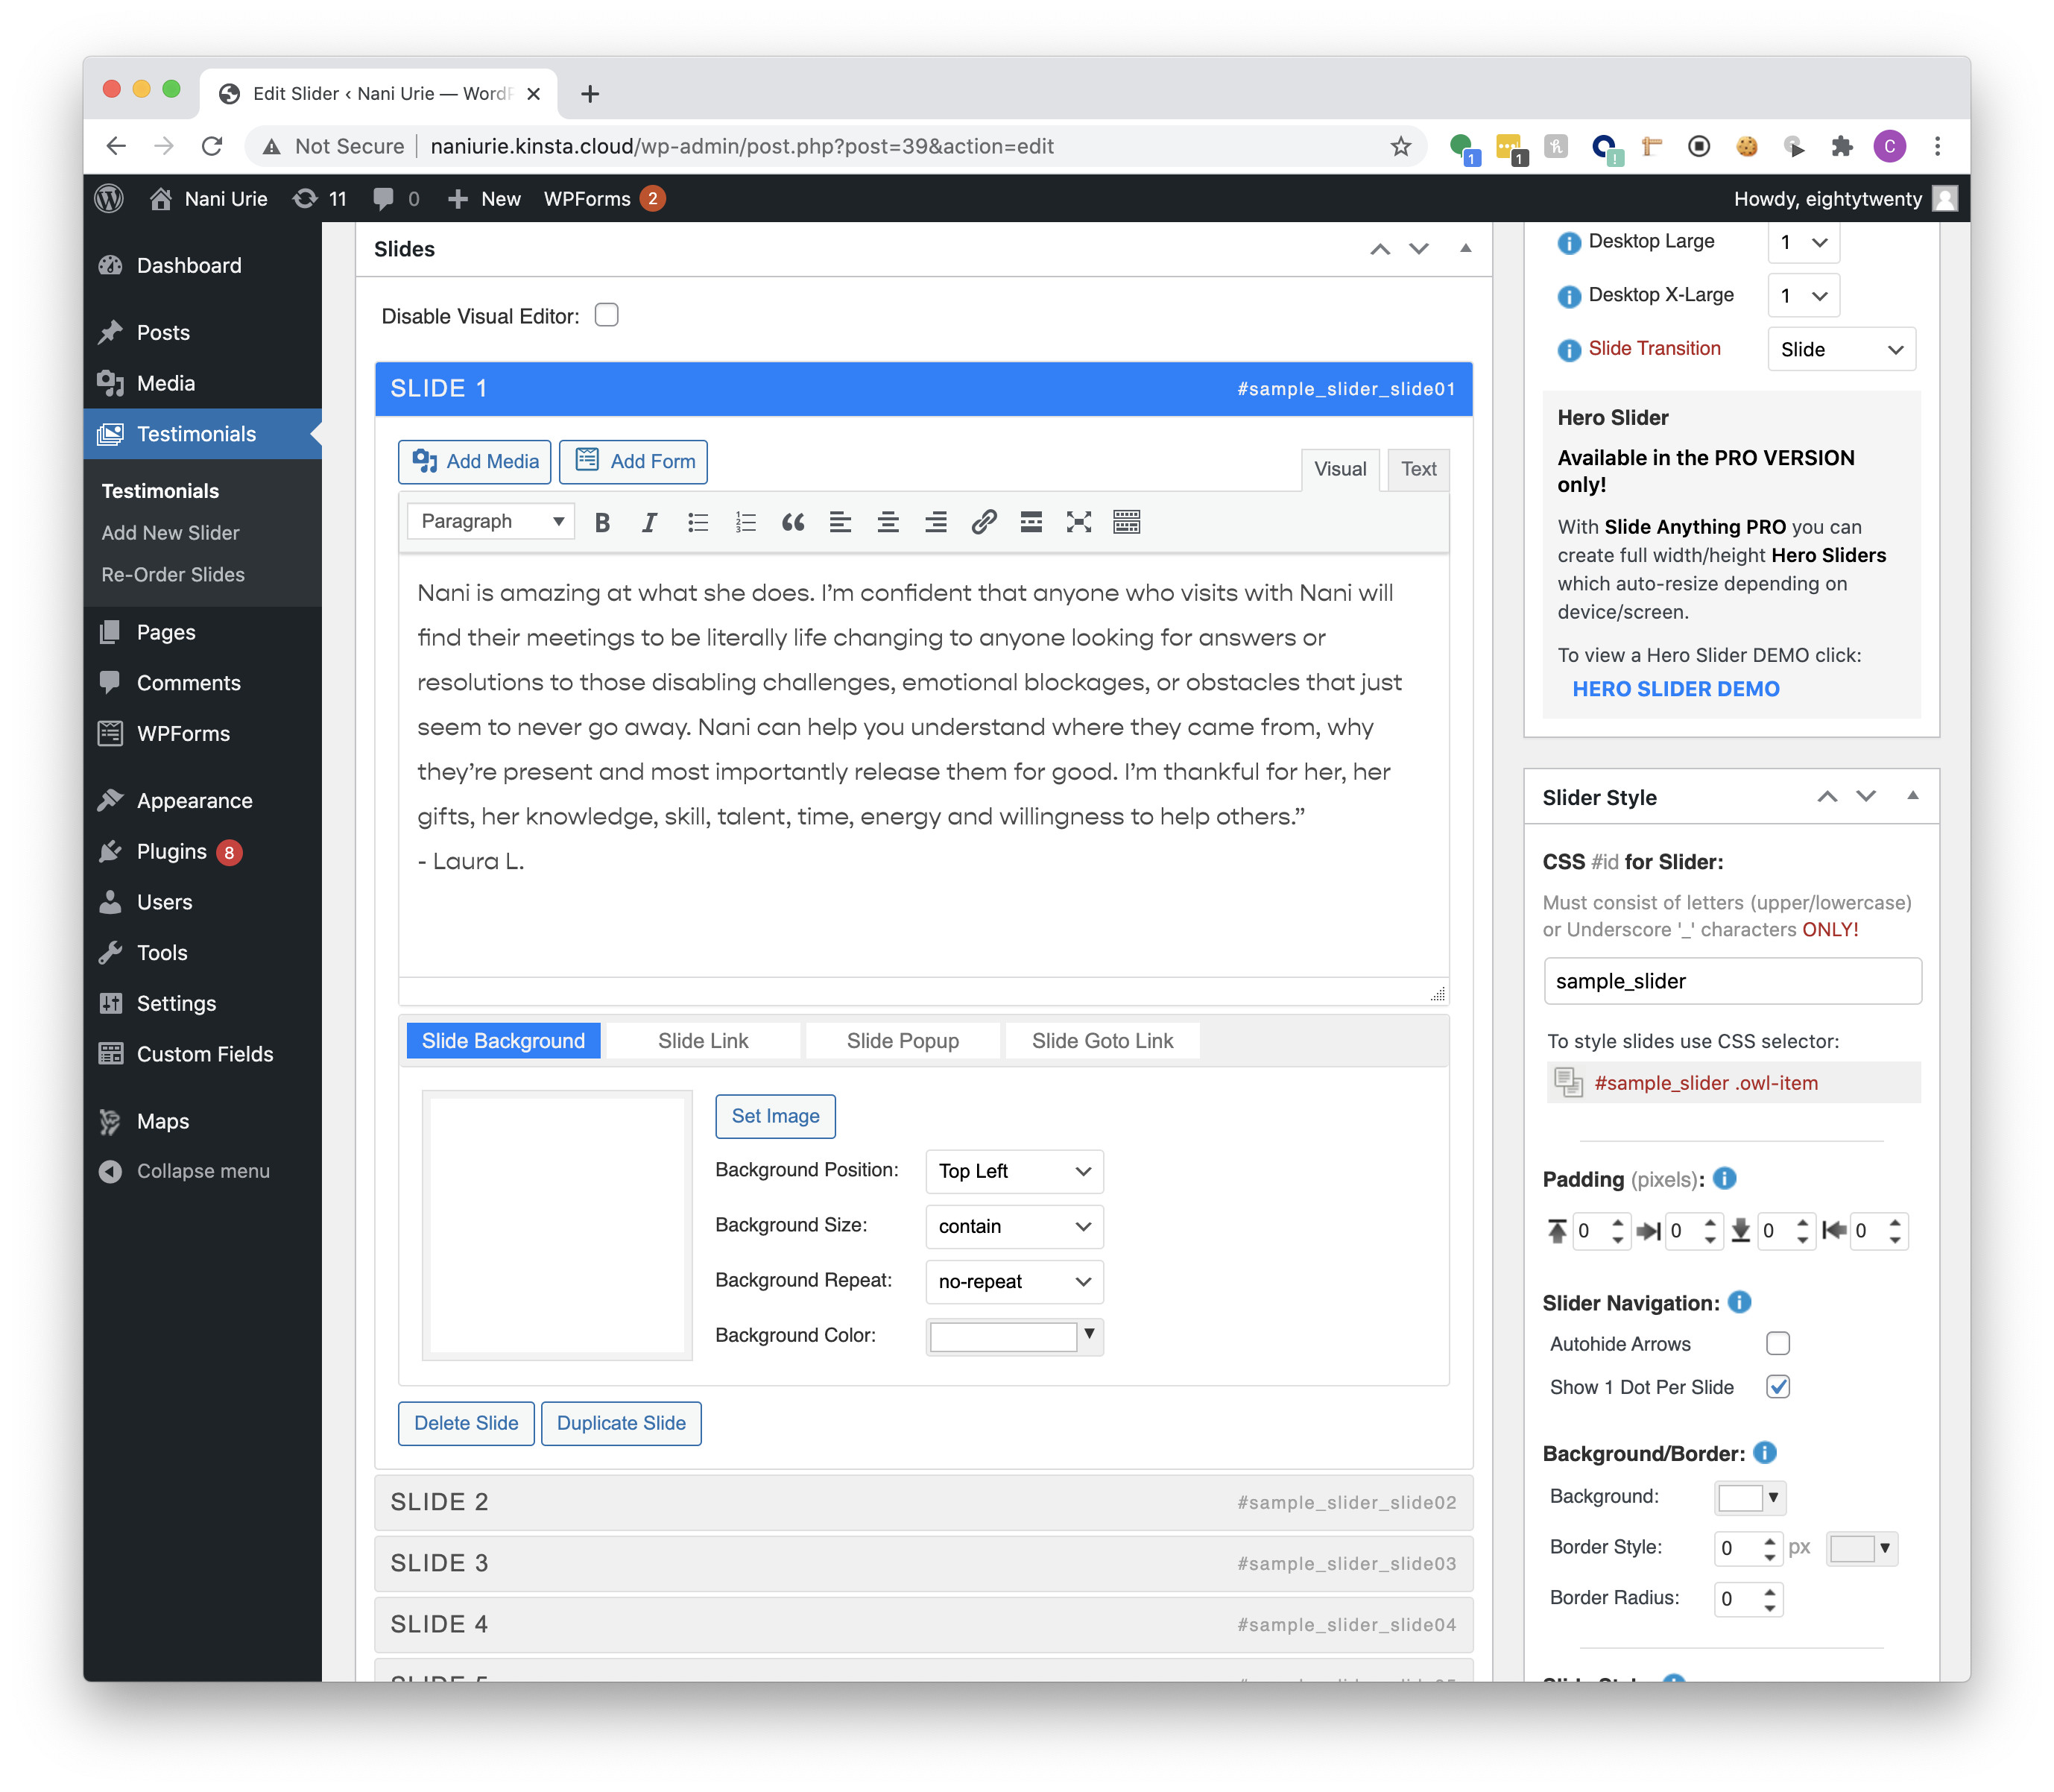 Edit Slider ‹ Nani Urie — WordP
Not Secure
naniurie.kinsta.cloud/wp-admin/post.php?post=39&action=edit
1
1
!
C
Nani Urie
11
0
New
WPForms
2
Howdy, eightytwenty
Dashboard
Posts
Media
Testimonials
Testimonials
Add New Slider
Re-Order Slides
Pages
Comments
WPForms
Appearance
Plugins 8
Users
Tools
Settings
Custom Fields
Maps
Collapse menu
Slides
Disable Visual Editor:
SLIDE 1
#sample_slider_slide01
Add Media
Add Form
Visual
Text
Paragraph
Nani is amazing at what she does. I’m confident that anyone who visits with Nani will
find their meetings to be literally life changing to anyone looking for answers or
resolutions to those disabling challenges, emotional blockages, or obstacles that just
seem to never go away. Nani can help you understand where they came from, why
they’re present and most importantly release them for good. I’m thankful for her, her
gifts, her knowledge, skill, talent, time, energy and willingness to help others.”
- Laura L.
Slide Background
Slide Link
Slide Popup
Slide Goto Link
Set Image
Background Position:
Top Left
Background Size:
contain
Background Repeat:
no-repeat
Background Color:
Delete Slide
Duplicate Slide
SLIDE 2
#sample_slider_slide02
SLIDE 3
#sample_slider_slide03
SLIDE 4
#sample_slider_slide04
Desktop Large
1
Desktop X-Large
1
Slide Transition
Slide
Hero Slider
Available in the PRO VERSION
only!
With Slide Anything PRO you can
create full width/height Hero Sliders
which auto-resize depending on
device/screen.
To view a Hero Slider DEMO click:
HERO SLIDER DEMO
Slider Style
CSS #id for Slider:
Must consist of letters (upper/lowercase)
or Underscore '_' characters ONLY!
sample_slider
To style slides use CSS selector:
#sample_slider .owl-item
Padding (pixels):
0
0
0
0
Slider Navigation:
Autohide Arrows
Show 1 Dot Per Slide
Background/Border:
Background:
Border Style:
0
px
Border Radius:
0